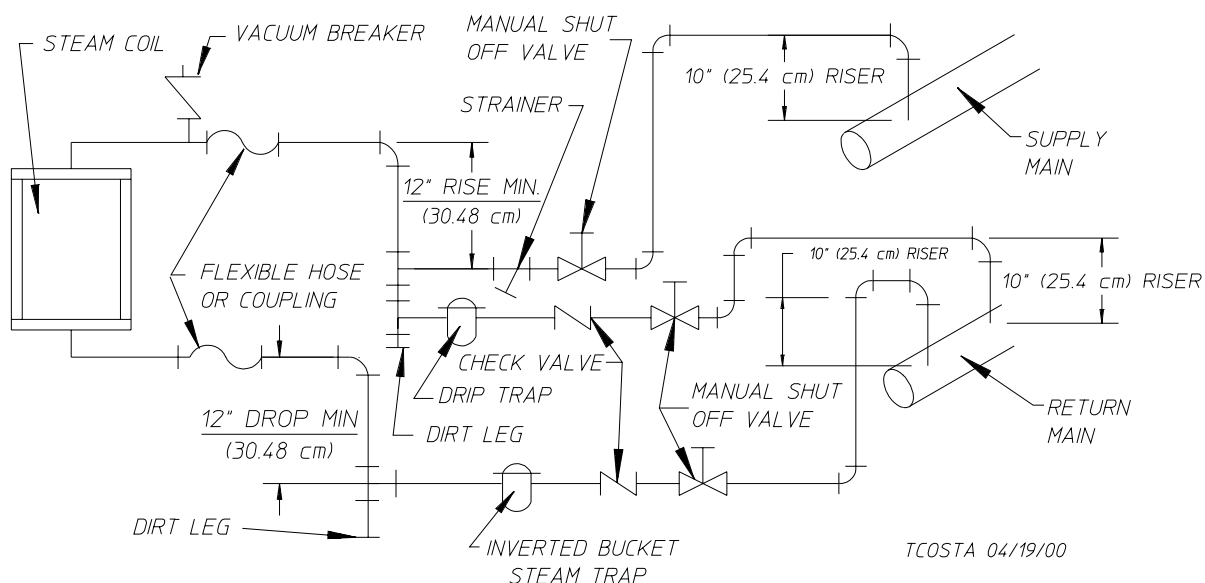 STEAM COIL
VACUUM BREAKER
MANUAL SHUT
OFF VALVE
10" (25.4 cm) RISER
STRAINER
SUPPLY
MAIN
12" RISE MIN.
(30.48 cm)
FLEXIBLE HOSE
OR COUPLING
10" (25.4 cm) RISER
10" (25.4 cm) RISER
CHECK VALVE
DRIP TRAP
MANUAL SHUT
OFF VALVE
RETURN
MAIN
12" DROP MIN
(30.48 cm)
DIRT LEG
DIRT LEG
INVERTED BUCKET
STEAM TRAP
TCOSTA 04/19/00